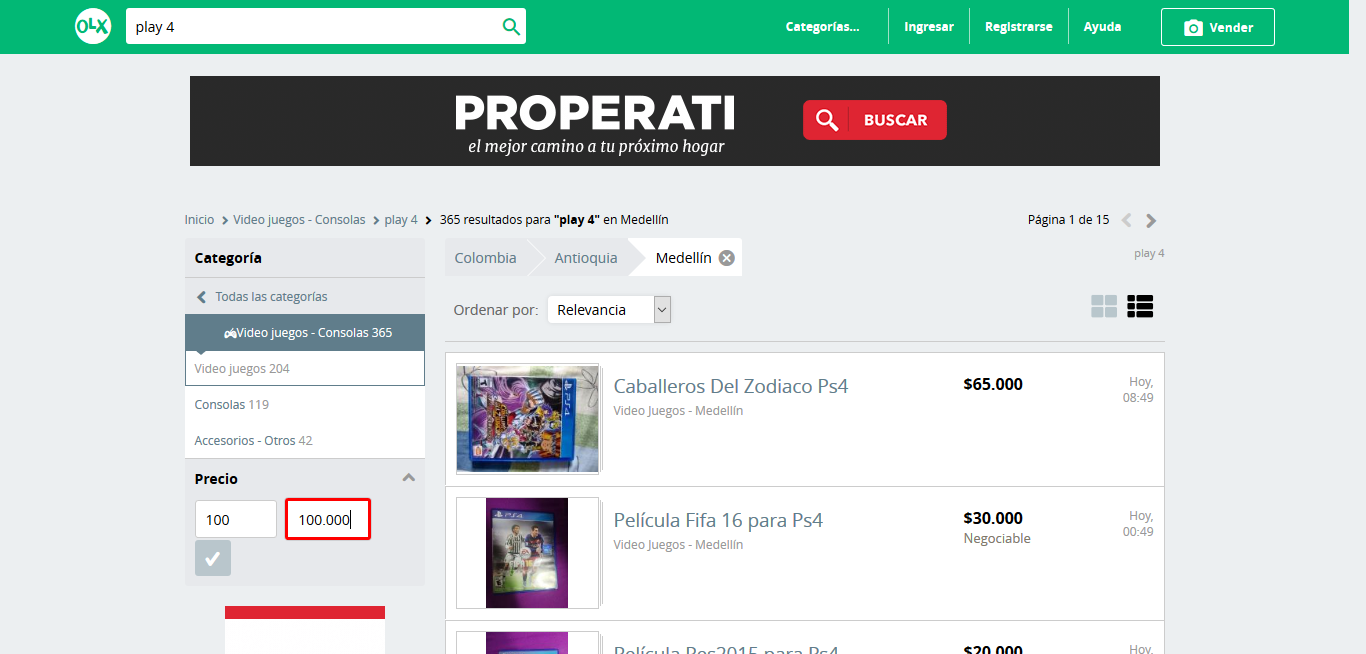 OLX
play 4
Categorías...
Ingresar
Registrarse
Ayuda
Vender
PROPERATI
el mejor camino a tu próximo hogar
BUSCAR
Inicio > Video juegos - Consolas > play 4 > 365 resultados para "play 4" en Medellín
Página 1 de 15
play 4
Categoría
Todas las categorías
Video juegos - Consolas 365
Video juegos 204
Consolas 119
Accesorios - Otros 42
Precio
100
100.000
Colombia
Antioquia
Medellín
Ordenar por:
Relevancia
PS4
Caballeros Del Zodiaco Ps4
Video Juegos - Medellín
$65.000
Hoy,
08:49
PS4
Película Fifa 16 para Ps4
Video Juegos - Medellín
$30.000
Negociable
Hoy,
00:49
Película Pes2015 para Ps4
$20.000
Hoy,